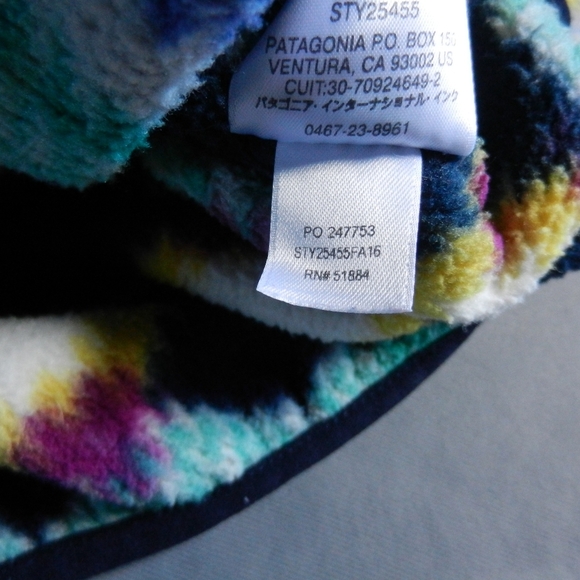 STY25455
PATAGONIA P.O. BOX 150
VENTURA, CA 93002 US
CUIT:30-70924649-2
パタゴニア・インターナショナル・インク
0467-23-8961
PO 247753
STY25455FA16
RN# 51884